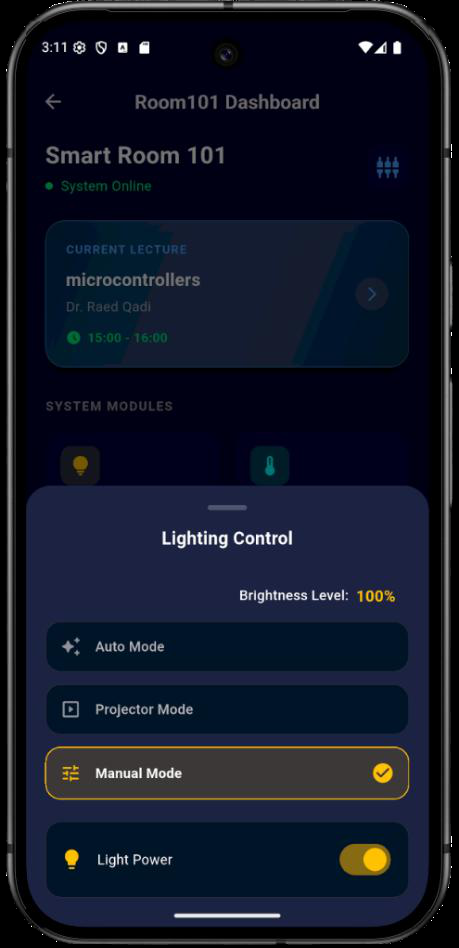 3:11
Room101 Dashboard
Smart Room 101
System Online
CURRENT LECTURE
microcontrollers
Dr. Raed Qadi
15:00 - 16:00
SYSTEM MODULES
Lighting Control
Brightness Level: 100%
Auto Mode
Projector Mode
Manual Mode
Light Power